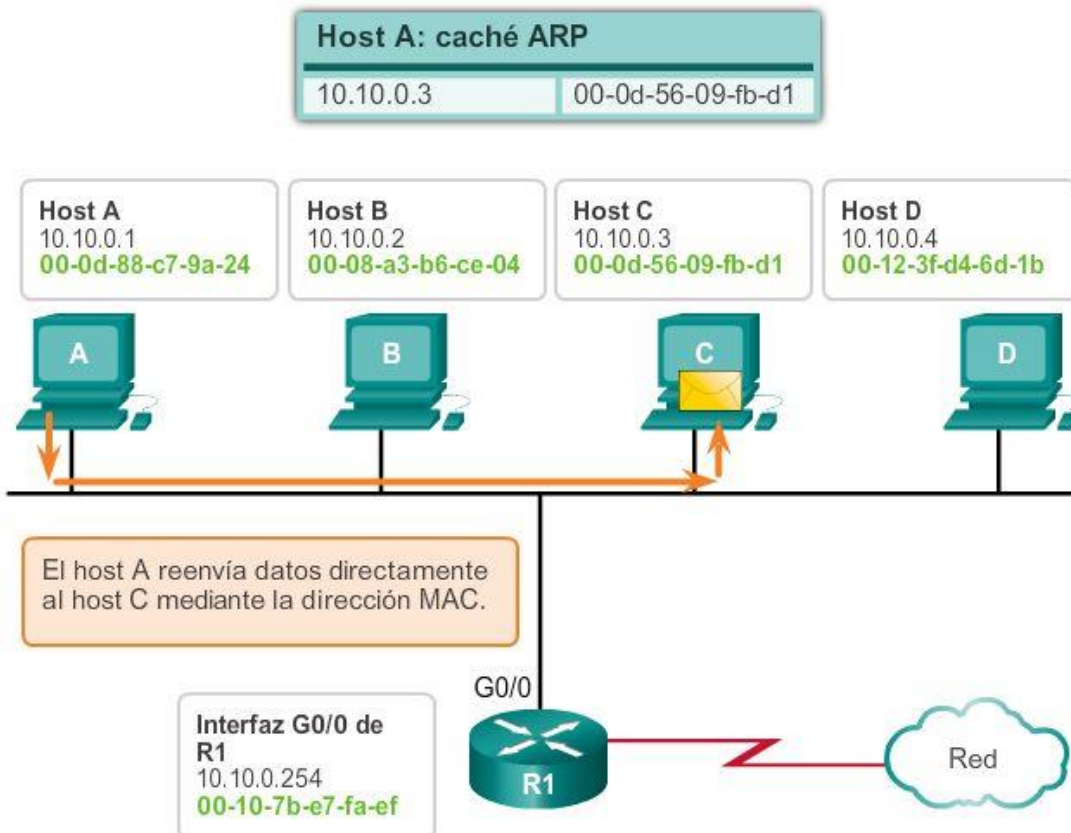 Host A: caché ARP
10.10.0.3 00-0d-56-09-fb-d1
Host A
10.10.0.1
00-0d-88-c7-9a-24
Host B
10.10.0.2
00-08-a3-b6-ce-04
Host C
10.10.0.3
00-0d-56-09-fb-d1
Host D
10.10.0.4
00-12-3f-d4-6d-1b
A
B
C
D
El host A reenvía datos directamente
al host C mediante la dirección MAC.
G0/0
Interfaz G0/0 de
R1
10.10.0.254
00-10-7b-e7-fa-ef
R1
Red